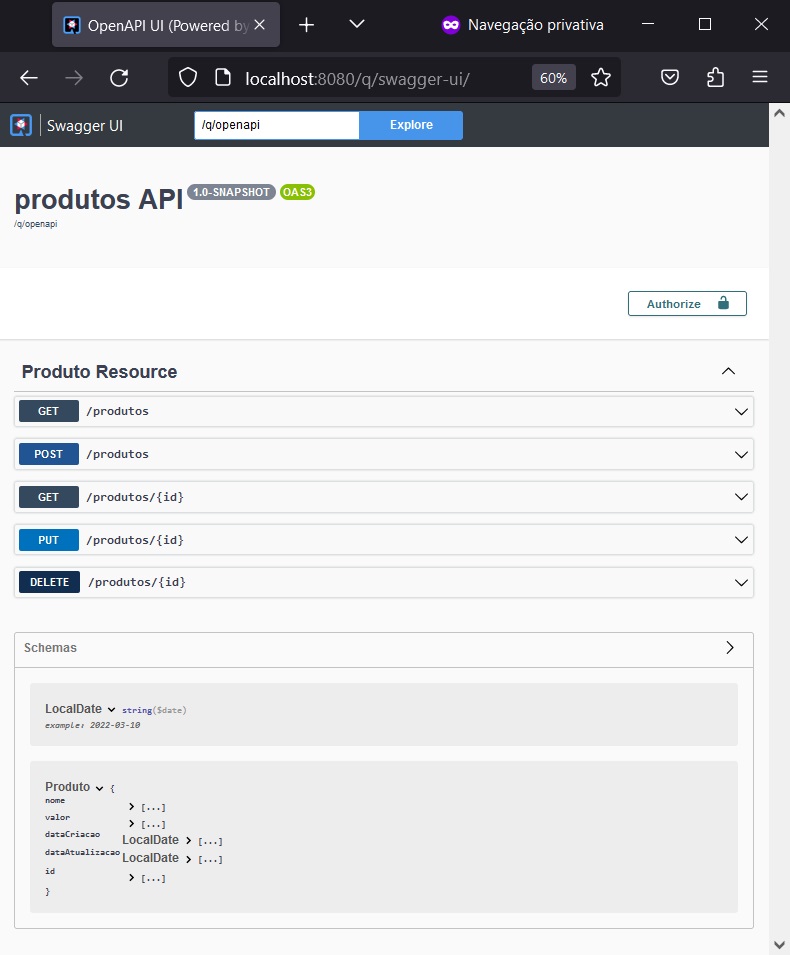 OpenAPI UI (Powered by
Navegação privativa
localhost:8080/q/swagger-ui/
60%
Swagger UI
/q/openapi
Explore
produtos API 1.0-SNAPSHOT OAS3
/q/openapi
Authorize
Produto Resource
GET /produtos
POST /produtos
GET /produtos/{id}
PUT /produtos/{id}
DELETE /produtos/{id}
Schemas
LocalDate string($date)
example: 2022-03-10
Produto {
nome [...]
valor [...]
dataCriacao LocalDate [...]
dataAtualizacao LocalDate [...]
id [...]
}